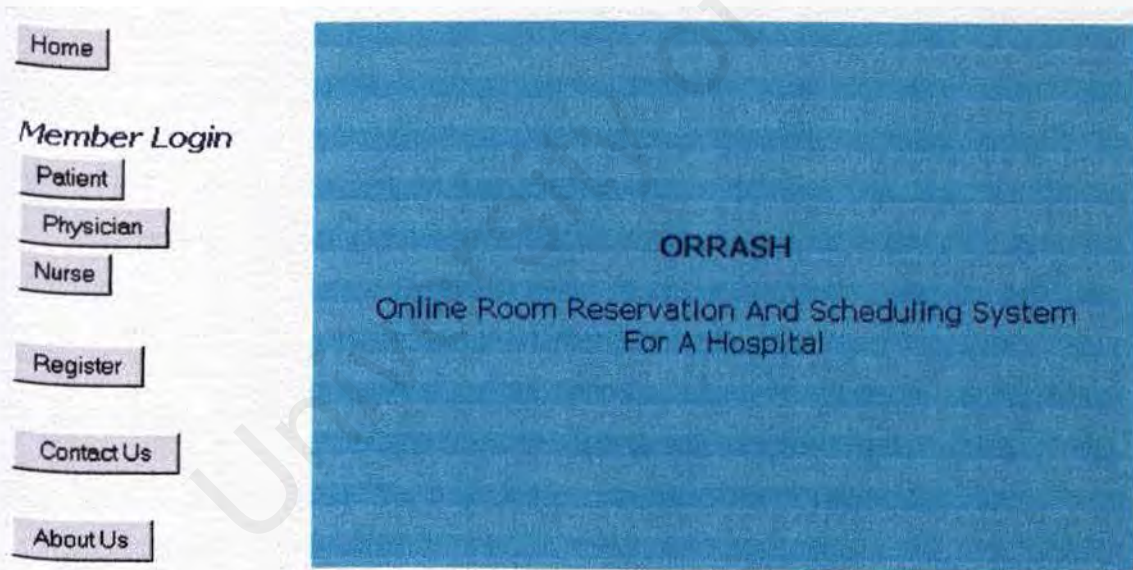 Home
Member Login
Patient
Physician
Nurse
Register
Contact Us
About Us
ORRASH
Online Room Reservation And Scheduling System
For A Hospital